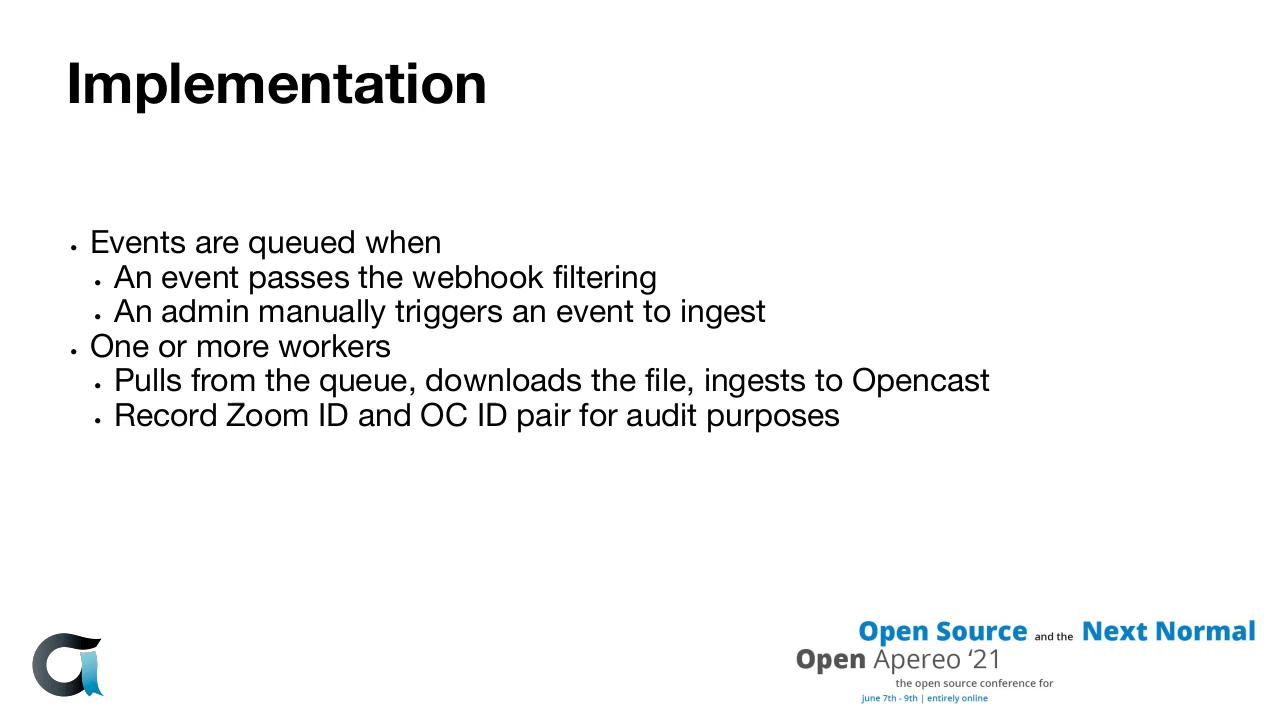 Implementation
• Events are queued when
• An event passes the webhook filtering
• An admin manually triggers an event to ingest
• One or more workers
• Pulls from the queue, downloads the file, ingests to Opencast
• Record Zoom ID and OC ID pair for audit purposes
Open Source and the Next Normal
Open Apereo ‘21
the open source conference for
june 7th - 9th | entirely online